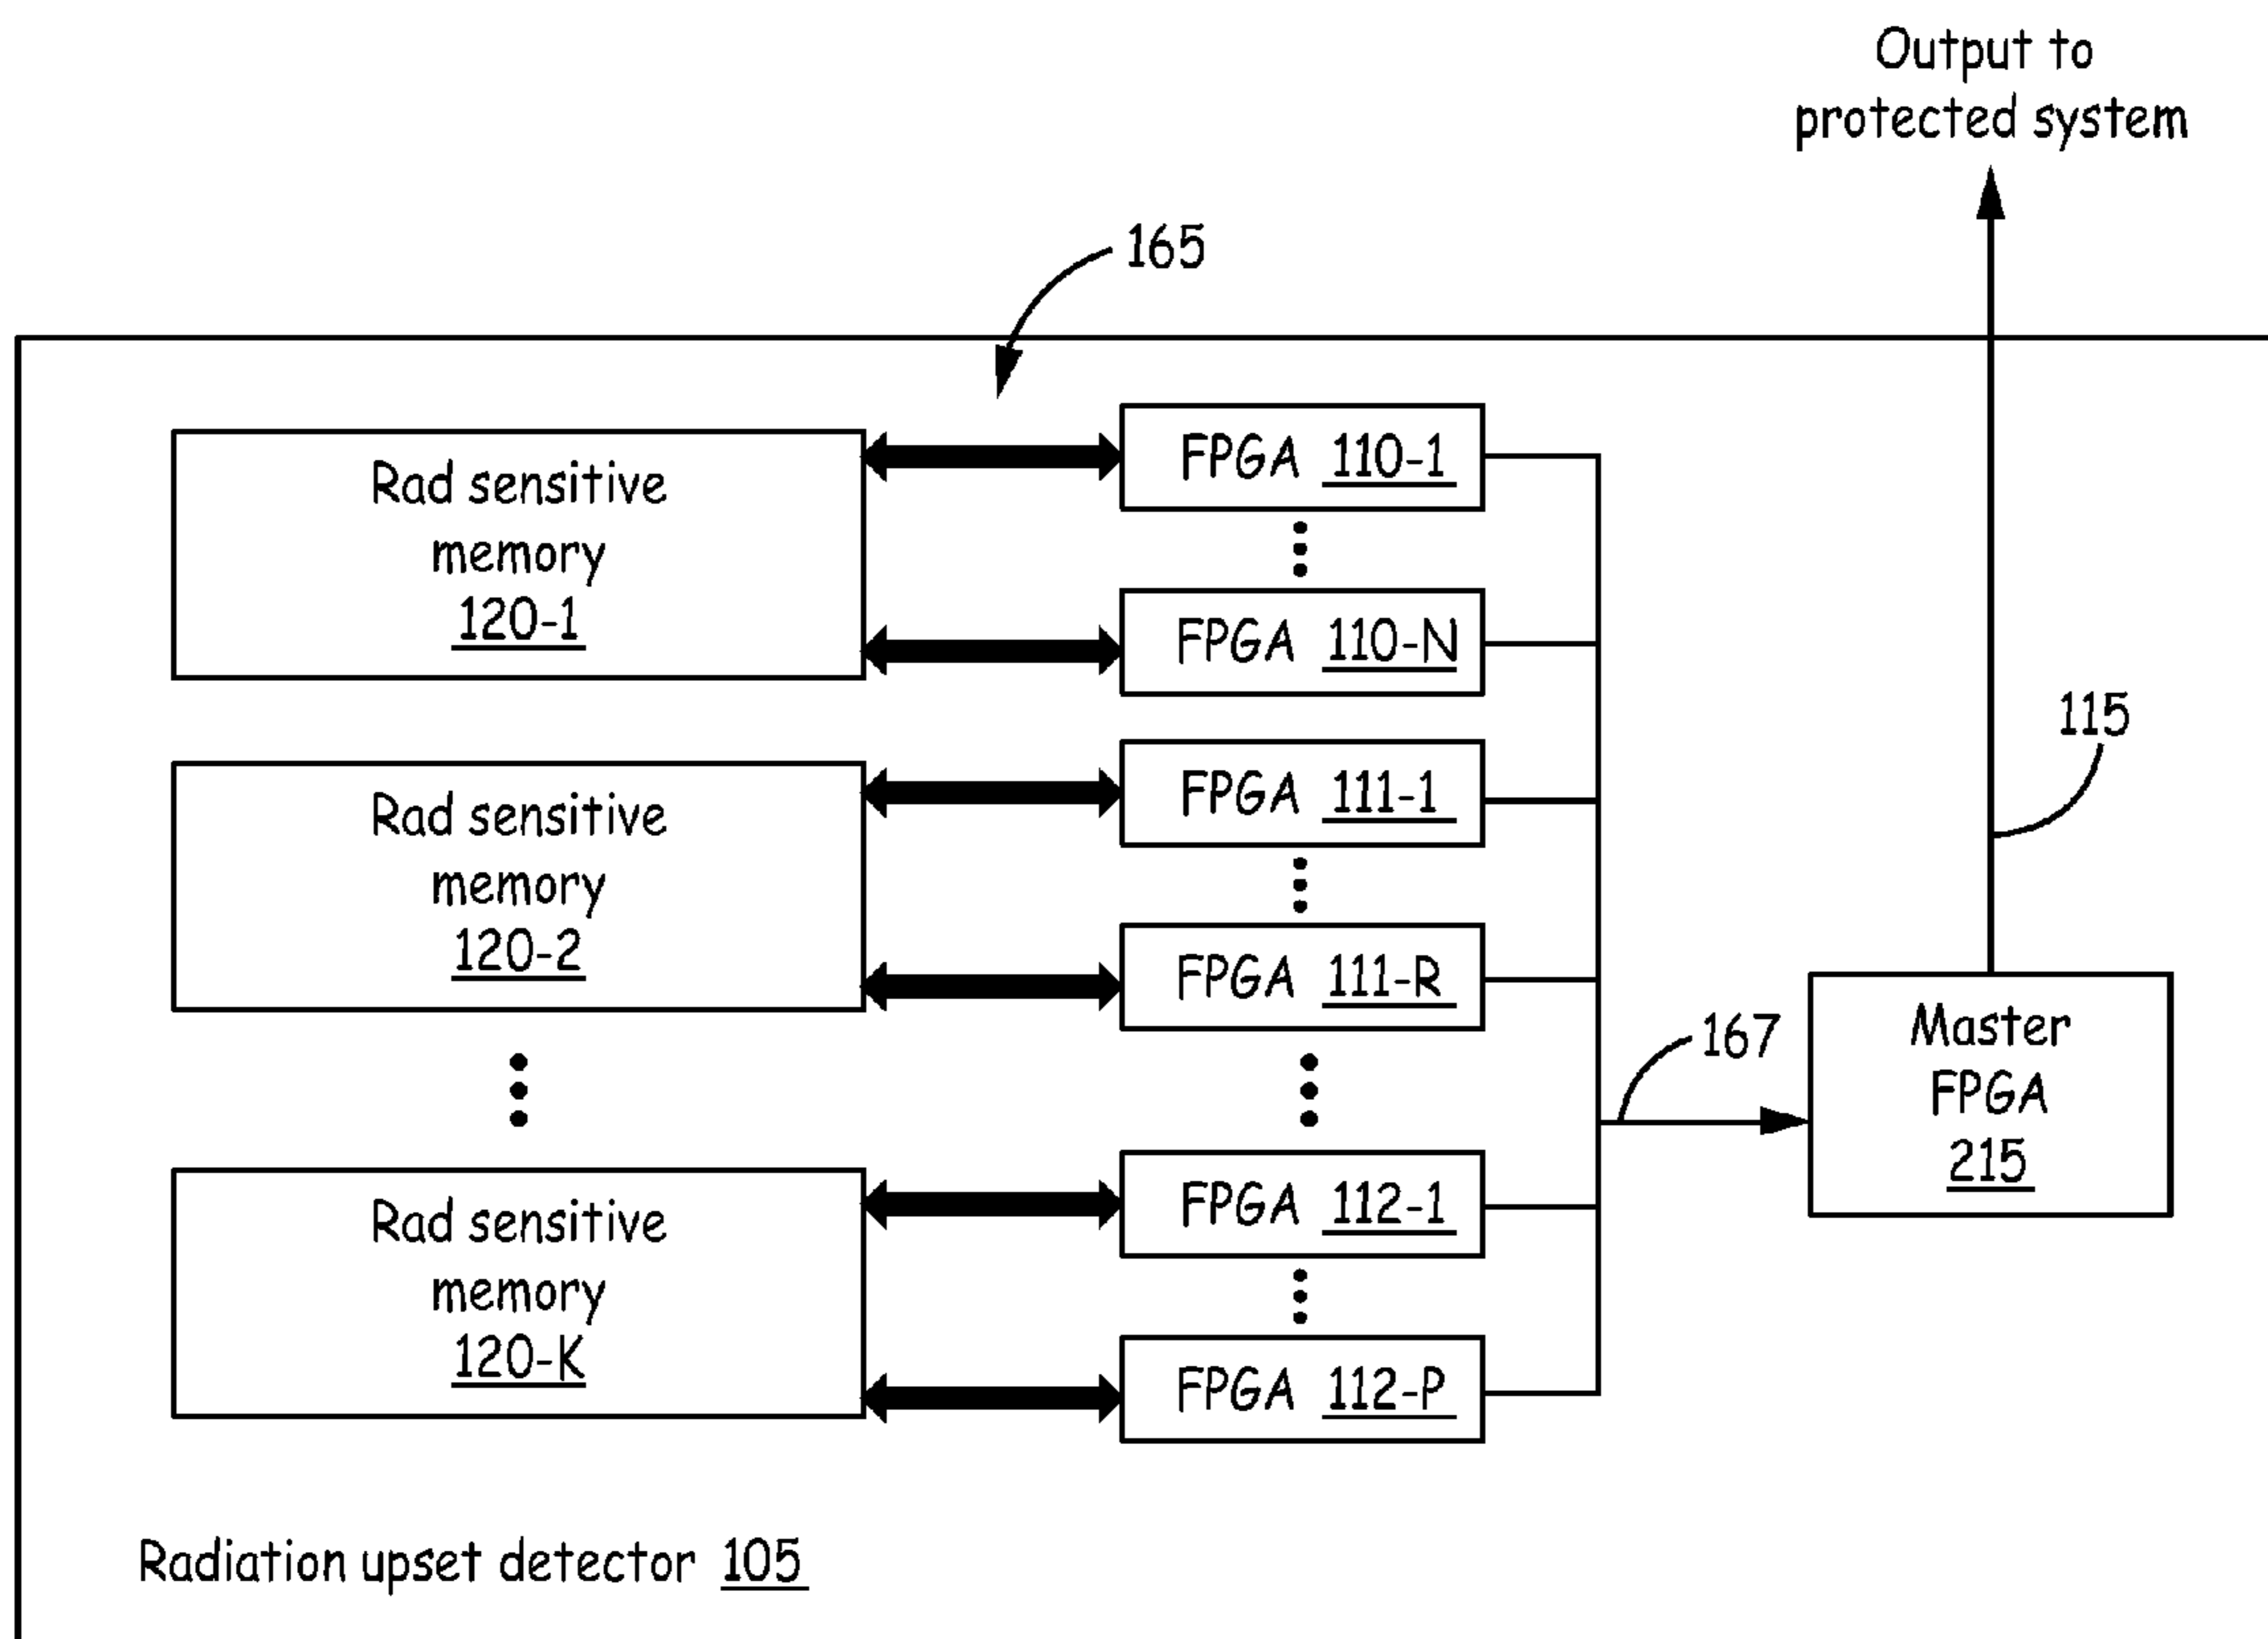 Output to
protected system
165
Rad sensitive
memory
120-1
FPGA 110-1
FPGA 110-N
Rad sensitive
memory
120-2
FPGA 111-1
FPGA 111-R
115
167
Master
FPGA
215
Rad sensitive
memory
120-K
FPGA 112-1
FPGA 112-P
Radiation upset detector 105